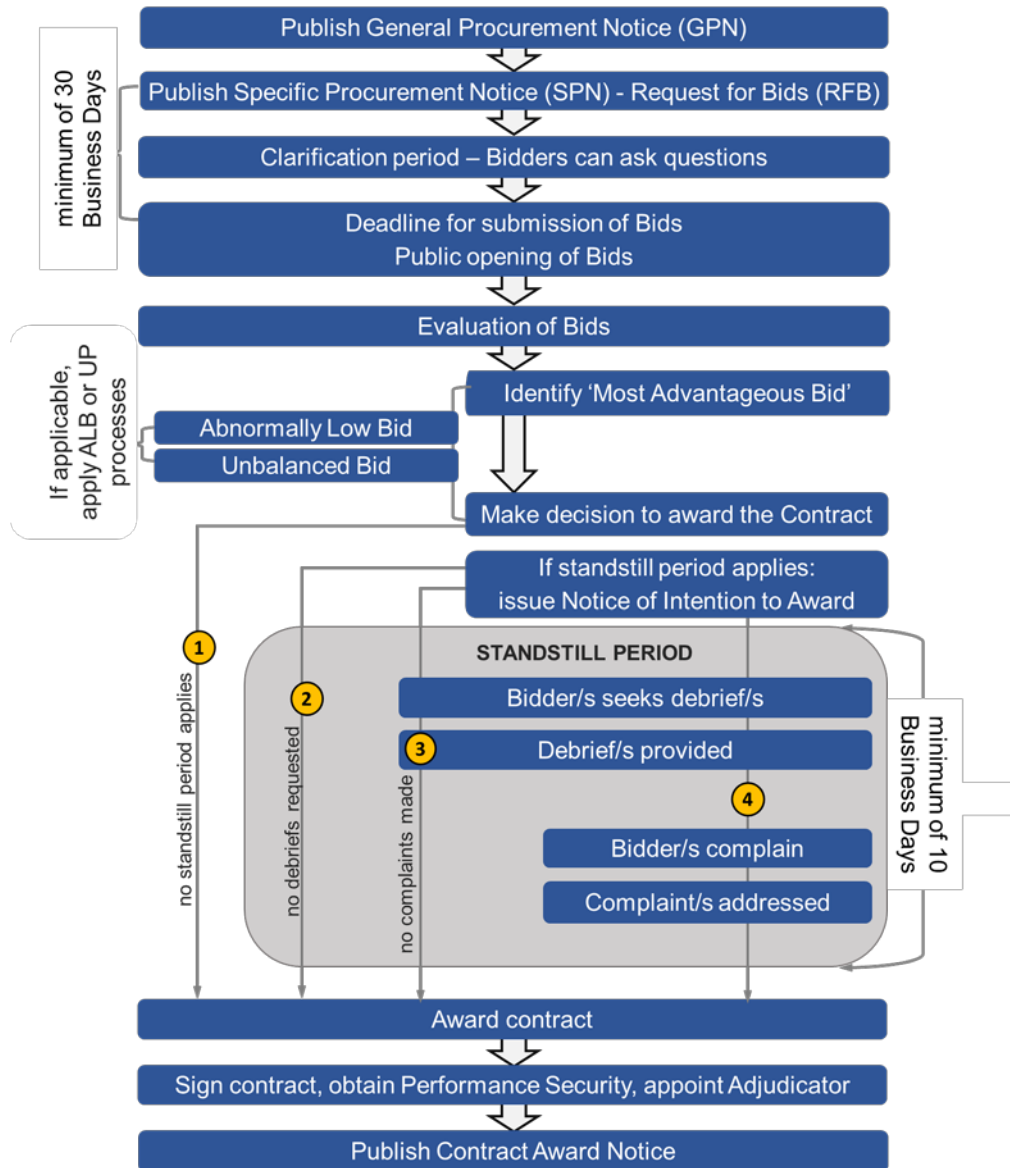 Publish General Procurement Notice (GPN)
minimum of 30
Business Days
Publish Specific Procurement Notice (SPN) - Request for Bids (RFB)
Clarification period – Bidders can ask questions
Deadline for submission of Bids
Public opening of Bids
Evaluation of Bids
If applicable,
apply ALB or UP
processes
Identify ‘Most Advantageous Bid’
Abnormally Low Bid
Unbalanced Bid
Make decision to award the Contract
If standstill period applies:
issue Notice of Intention to Award
1
no standstill period applies
2
no debriefs requested
3
no complaints made
STANDSTILL PERIOD
Bidder/s seeks debrief/s
Debrief/s provided
4
Bidder/s complain
Complaint/s addressed
minimum of 10
Business Days
Award contract
Sign contract, obtain Performance Security, appoint Adjudicator
Publish Contract Award Notice